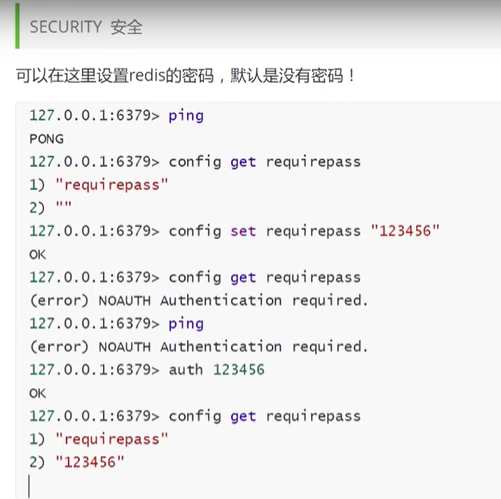 SECURITY 安全
可以在这里设置redis的密码，默认是没有密码！
127.0.0.1:6379> ping
PONG
127.0.0.1:6379> config get requirepass
1) "requirepass"
2) ""
127.0.0.1:6379> config set requirepass "123456"
OK
127.0.0.1:6379> config get requirepass
(error) NOAUTH Authentication required.
127.0.0.1:6379> ping
(error) NOAUTH Authentication required.
127.0.0.1:6379> auth 123456
OK
127.0.0.1:6379> config get requirepass
1) "requirepass"
2) "123456"